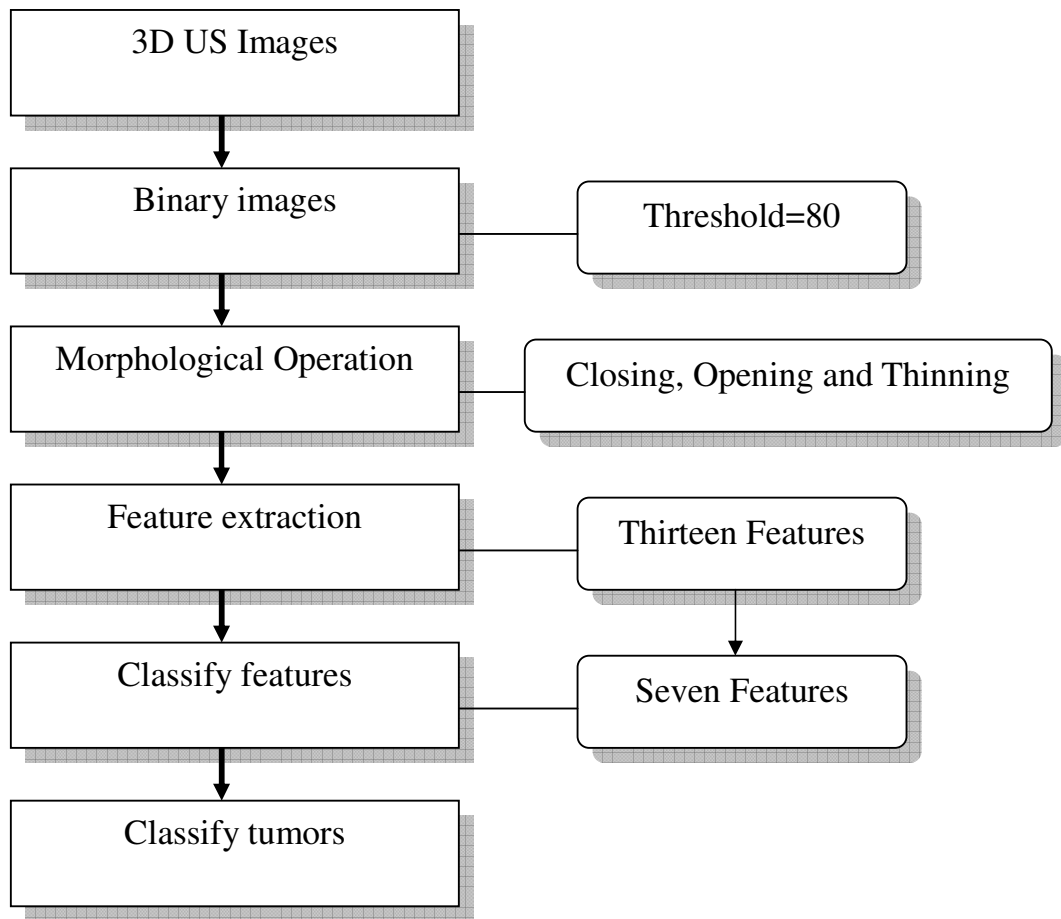 3D US Images
Binary images
Threshold=80
Morphological Operation
Closing, Opening and Thinning
Feature extraction
Thirteen Features
Classify features
Seven Features
Classify tumors